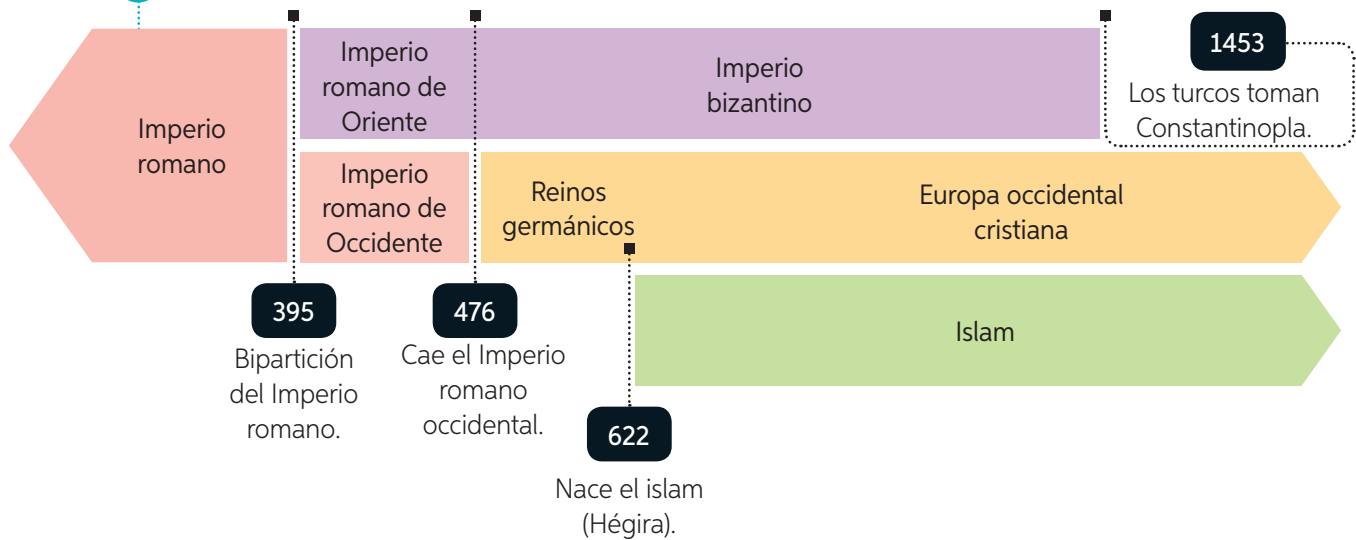 Imperio
romano
Imperio
romano de
Oriente
Imperio
bizantino
1453
Los turcos toman
Constantinopla.
Imperio
romano de
Occidente
Reinos
germánicos
Europa occidental
cristiana
Islam
395
Bipartición
del Imperio
romano.
476
Cae el Imperio
romano
occidental.
622
Nace el islam
(Hégira).